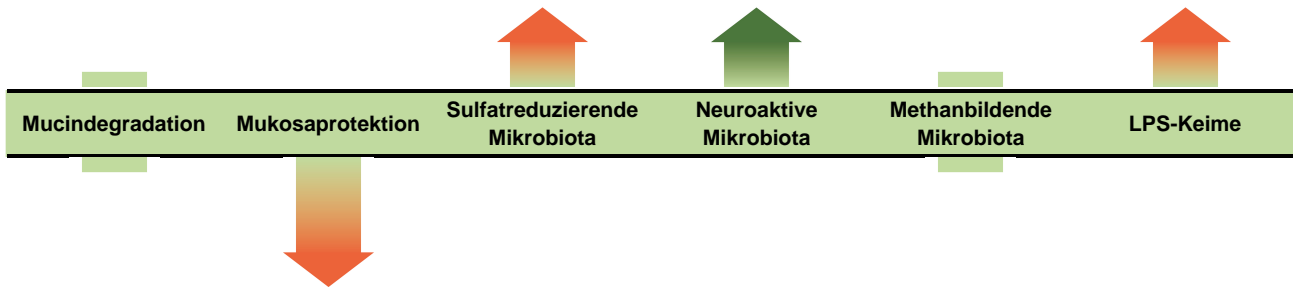 Mucindegradation
Mukosaprotektion
Sulfatreduzierende
Mikrobiota
Neuroaktive
Mikrobiota
Methanbildende
Mikrobiota
LPS-Keime